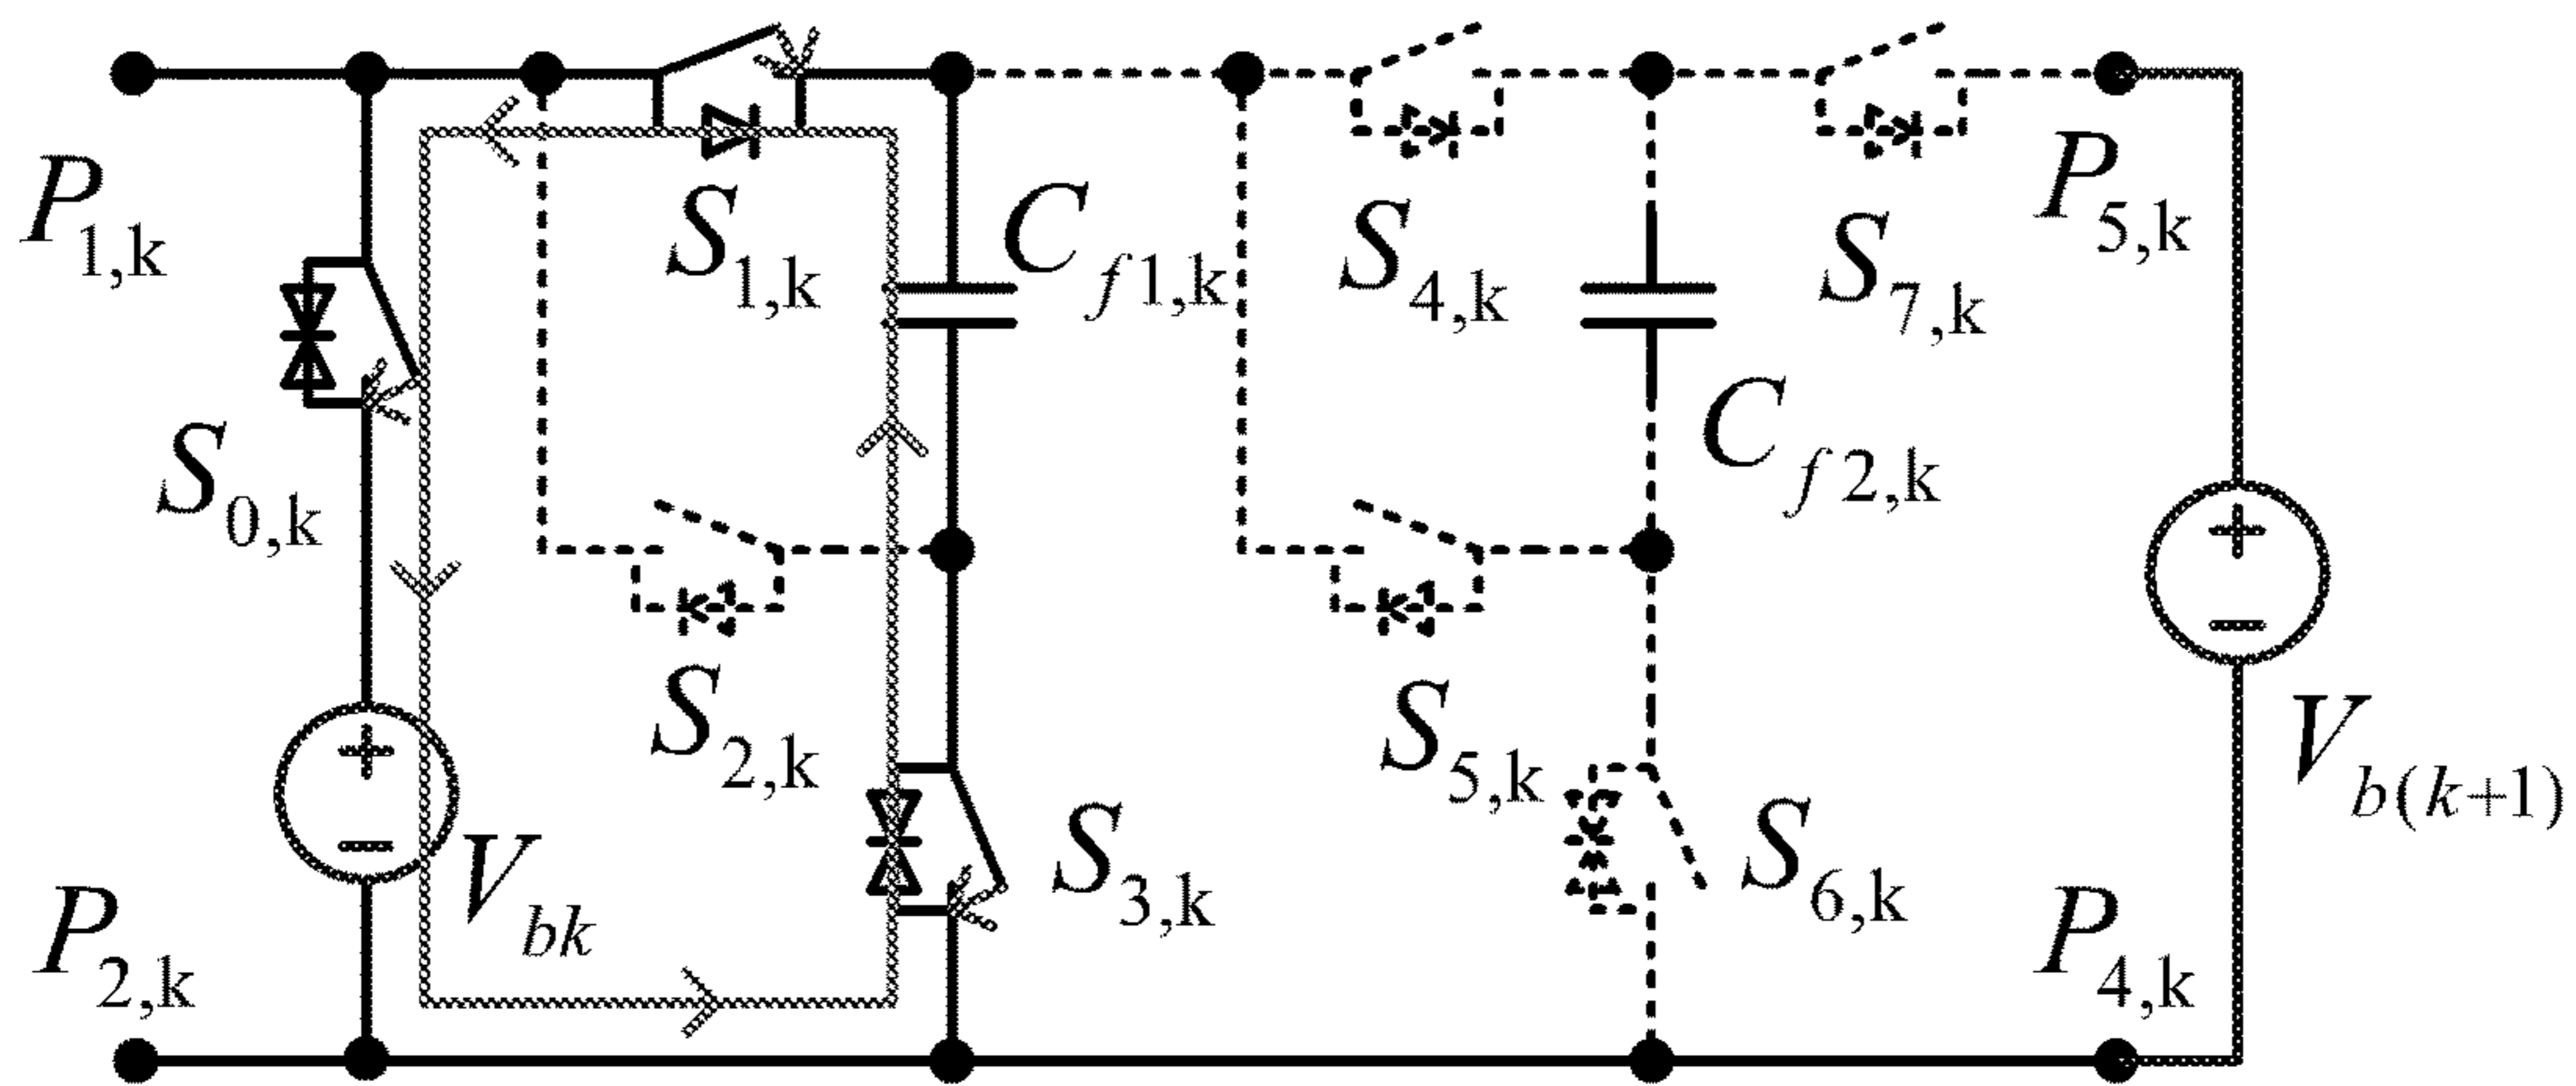 P1,k
S1,k
Cf1,k
S4,k
S7,k
P5,k
S0,k
Cf2,k
+
−
S2,k
S5,k
Vb(k+1)
+
−
Vbk
S3,k
S6,k
P2,k
P4,k